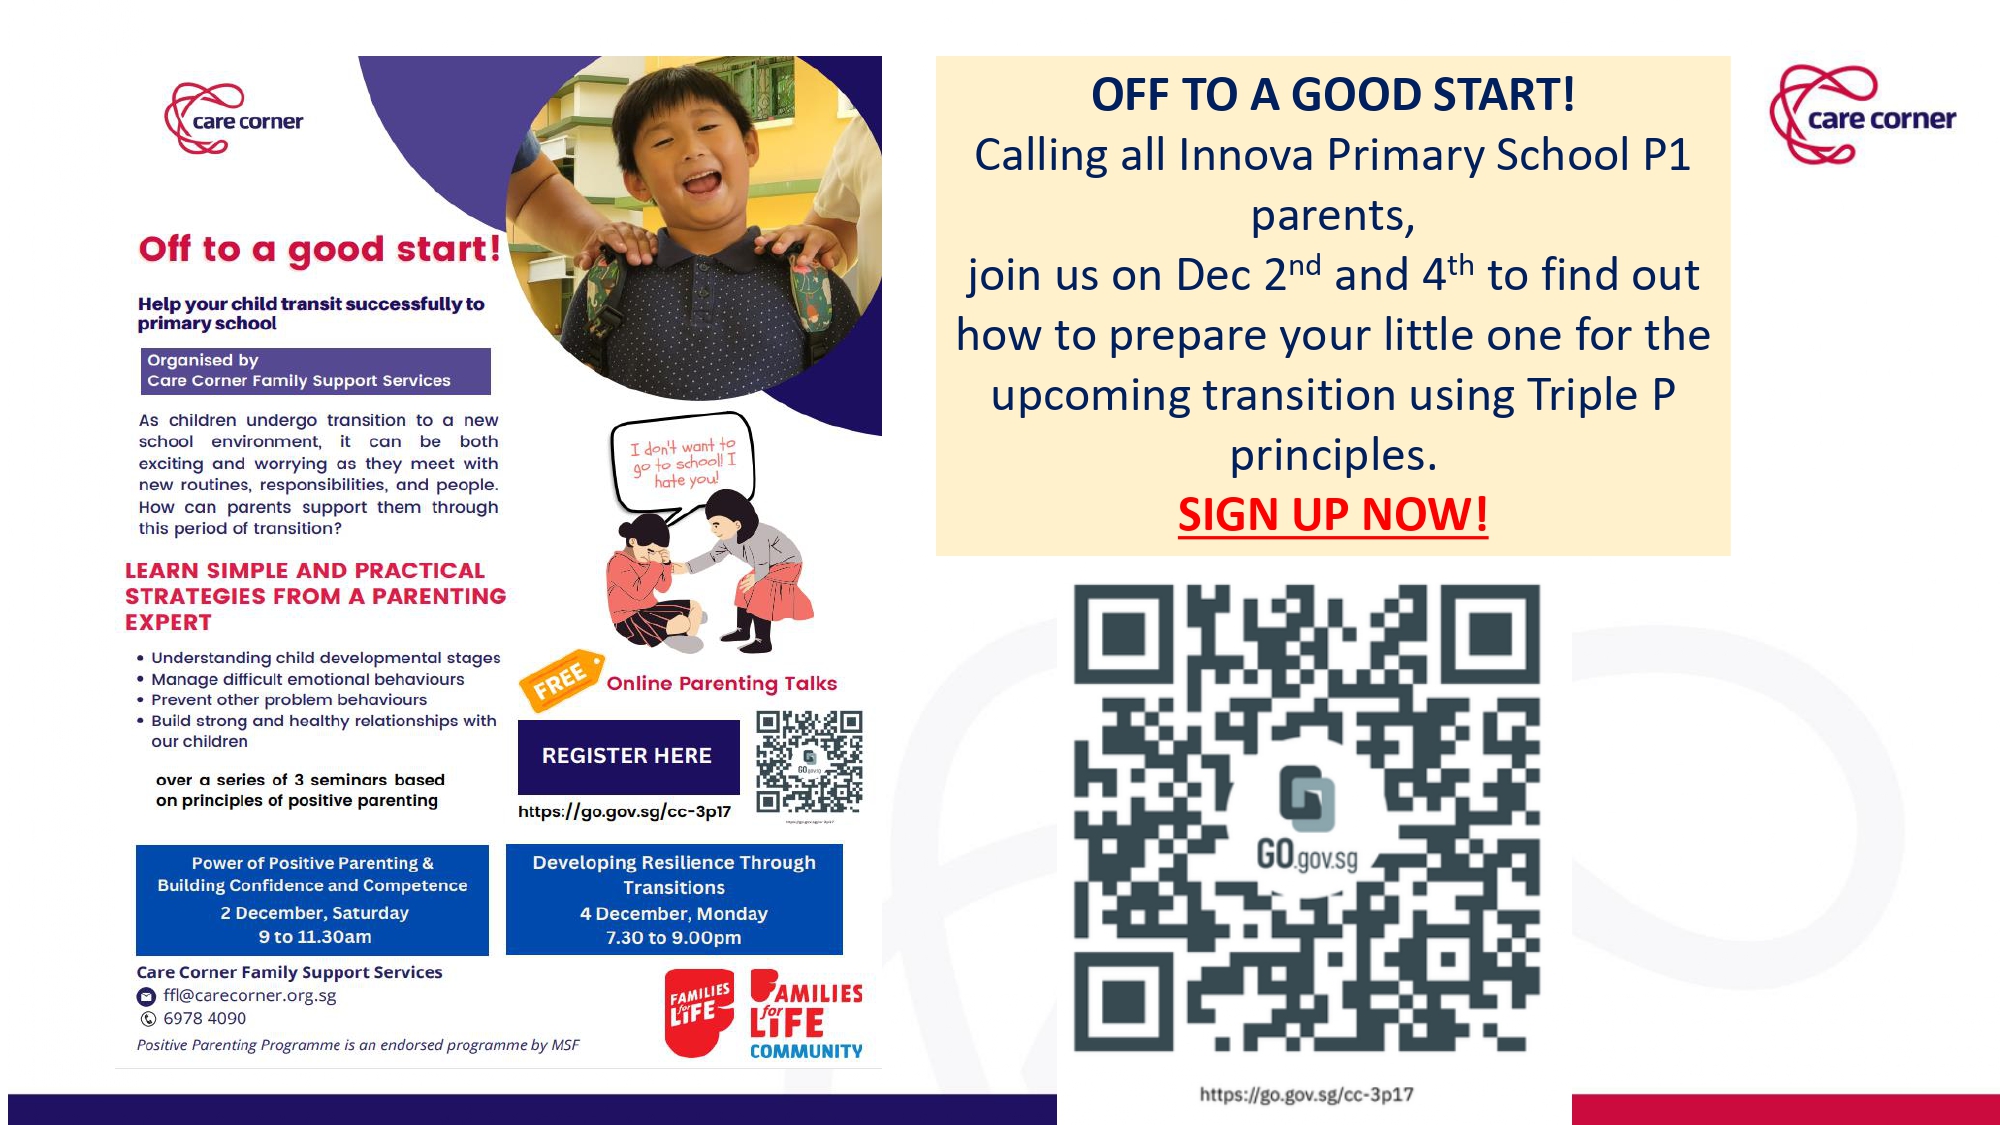 care corner
Off to a good start!
Help your child transit successfully to
primary school
Organised by
Care Corner Family Support Services
As children undergo transition to a new
school environment, it can be both
exciting and worrying as they meet with
new routines, responsibilities, and people.
How can parents support them through
this period of transition?
LEARN SIMPLE AND PRACTICAL
STRATEGIES FROM A PARENTING
EXPERT
• Understanding child developmental stages
• Manage difficult emotional behaviours
• Prevent other problem behaviours
• Build strong and healthy relationships with
our children
over a series of 3 seminars based
on principles of positive parenting
I don't want to
go to school! I
hate you!
FREE
Online Parenting Talks
REGISTER HERE
https://go.gov.sg/cc-3p17
GO.gov.sg
Power of Positive Parenting &
Building Confidence and Competence
2 December, Saturday
9 to 11.30am
Developing Resilience Through
Transitions
4 December, Monday
7.30 to 9.00pm
Care Corner Family Support Services
ffl@carecorner.org.sg
6978 4090
Positive Parenting Programme is an endorsed programme by MSF
FAMILIES
for
LIFE
FAMILIES
for
LIFE
COMMUNITY
OFF TO A GOOD START!
Calling all Innova Primary School P1
parents,
join us on Dec 2nd and 4th to find out
how to prepare your little one for the
upcoming transition using Triple P
principles.
SIGN UP NOW!
care corner
GO.gov.sg
https://go.gov.sg/cc-3p17